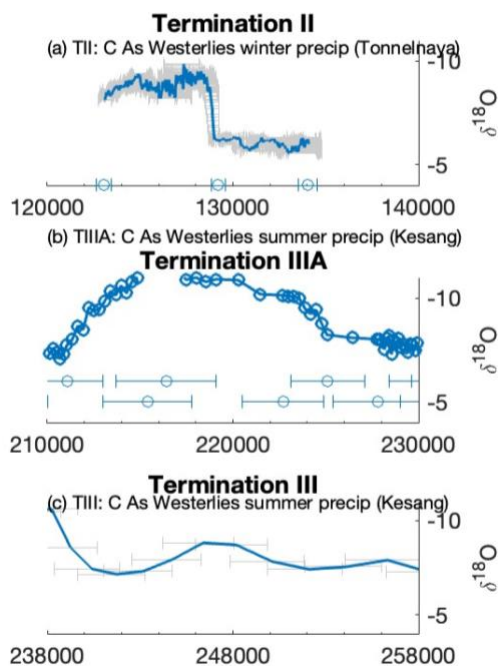 Termination II
(a) TII: C As Westerlies winter precip (Tonnelnaya)
-10
δ18O
-5
120000 130000 140000
(b) TIIIA: C As Westerlies summer precip (Kesang)
Termination IIIA
-10
δ18O
-5
210000 220000 230000
Termination III
(c) TIII: C As Westerlies summer precip (Kesang)
-10
δ18O
-5
238000 248000 258000